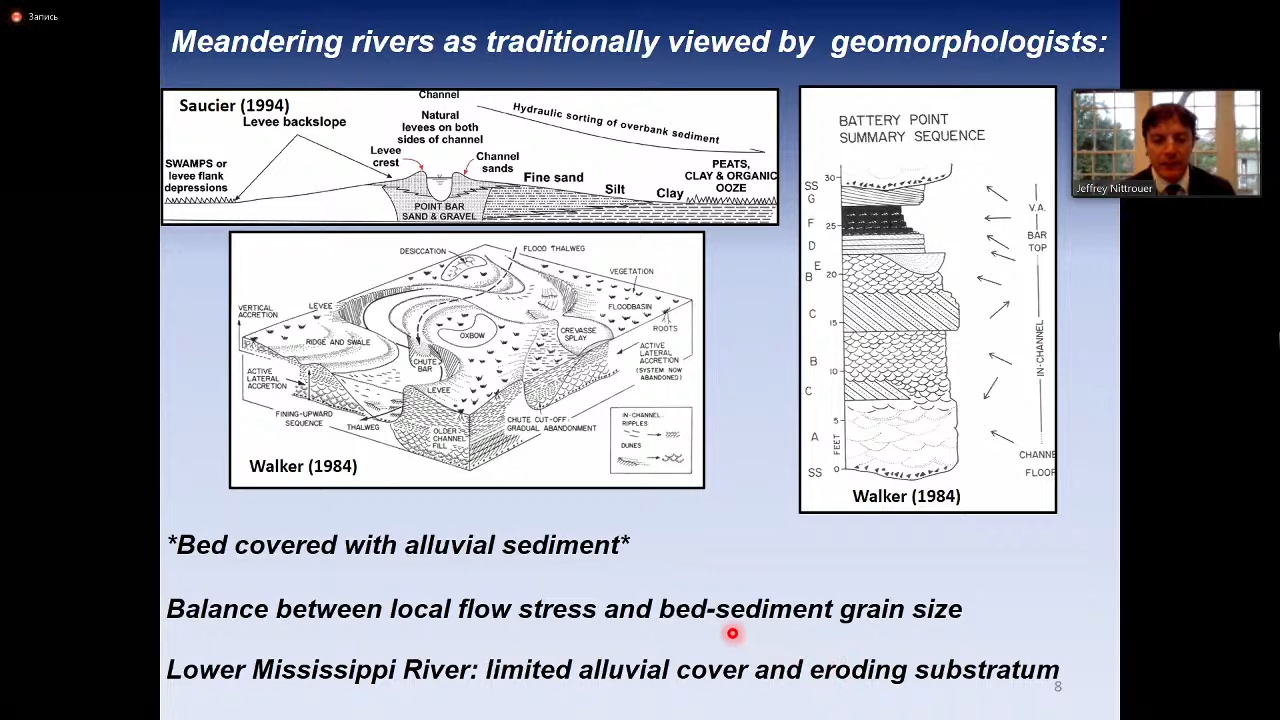 Запись
Meandering rivers as traditionally viewed by geomorphologists:
Saucier (1994)
Levee backslope
Channel
Natural
levees on both
sides of channel
Hydraulic sorting of overbank sediment
SWAMPS or
levee flank
depressions
Levee
crest
Channel
sands
Fine sand
Silt
Clay
PEATS,
CLAY & ORGANIC
OOZE
POINT BAR
SAND & GRAVEL
DESICCATION
FLOOD THALWEG
VEGETATION
VERTICAL
ACCRETION
LEVEE
FLOODBASIN
ROOTS
RIDGE AND SWALE
OXBOW
CREVASSE
SPLAY
CHUTE
BAR
ACTIVE
LATERAL
ACCRETION
ACTIVE
LATERAL
ACCRETION
(SYSTEM NOW
ABANDONED)
LEVEE
FINING-UPWARD
SEQUENCE
THALWEG
OLDER
CHANNEL
FILL
CHUTE CUT-OFF:
GRADUAL ABANDONMENT
IN-CHANNEL
RIPPLES
DUNES
Walker (1984)
BATTERY POINT
SUMMARY SEQUENCE
SS
G
F
D
E
B
C
B
C
A
SS
30
25
20
15
10
5
0
FEET
V.A.
BAR
TOP
IN-CHANNEL
CHANNE
FLOOR
Walker (1984)
Jeffrey Nittrouer
*Bed covered with alluvial sediment*
Balance between local flow stress and bed-sediment grain size
Lower Mississippi River: limited alluvial cover and eroding substratum
8